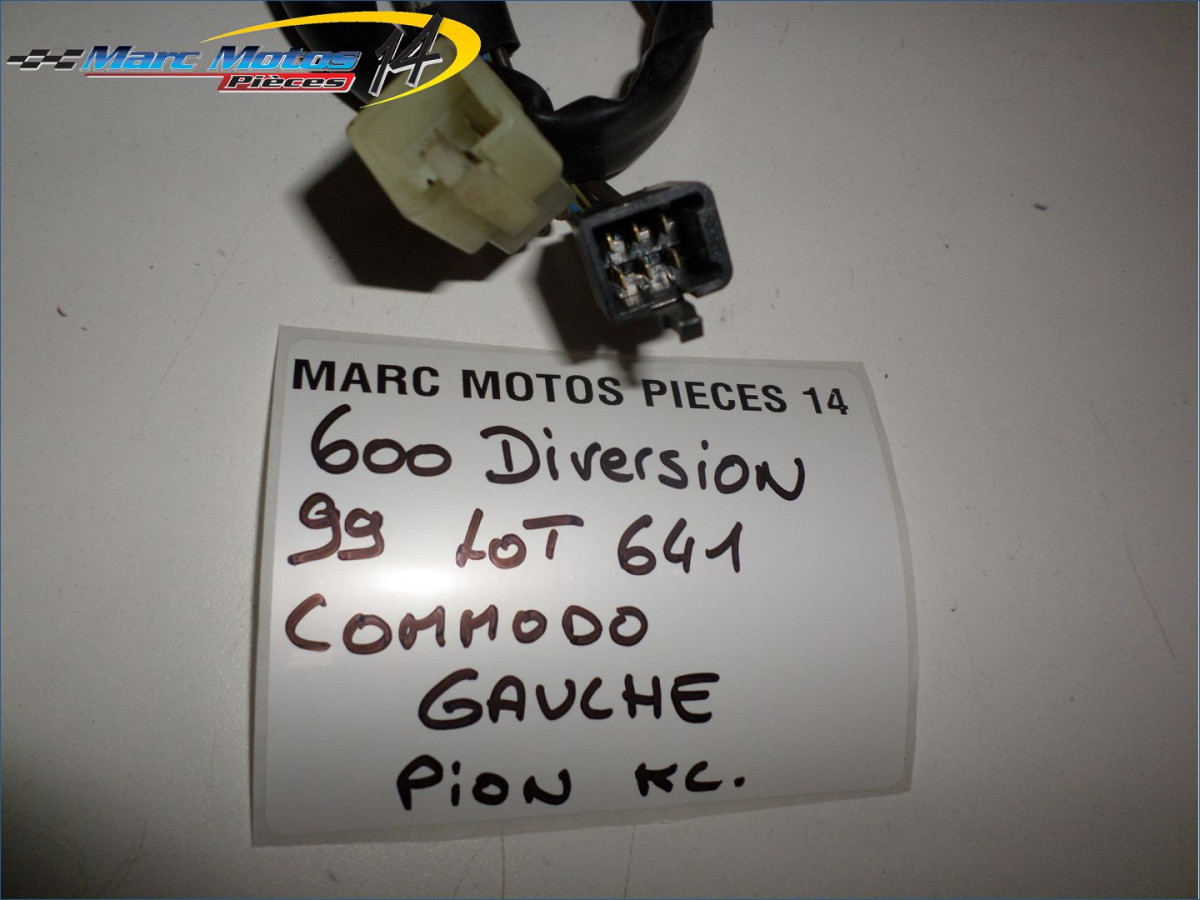 Marc Motos 14
Pièces
MARC MOTOS PIECES 14
600 Diversion
99 LOT 641
COMMODO
GAUCHE
PION KC.